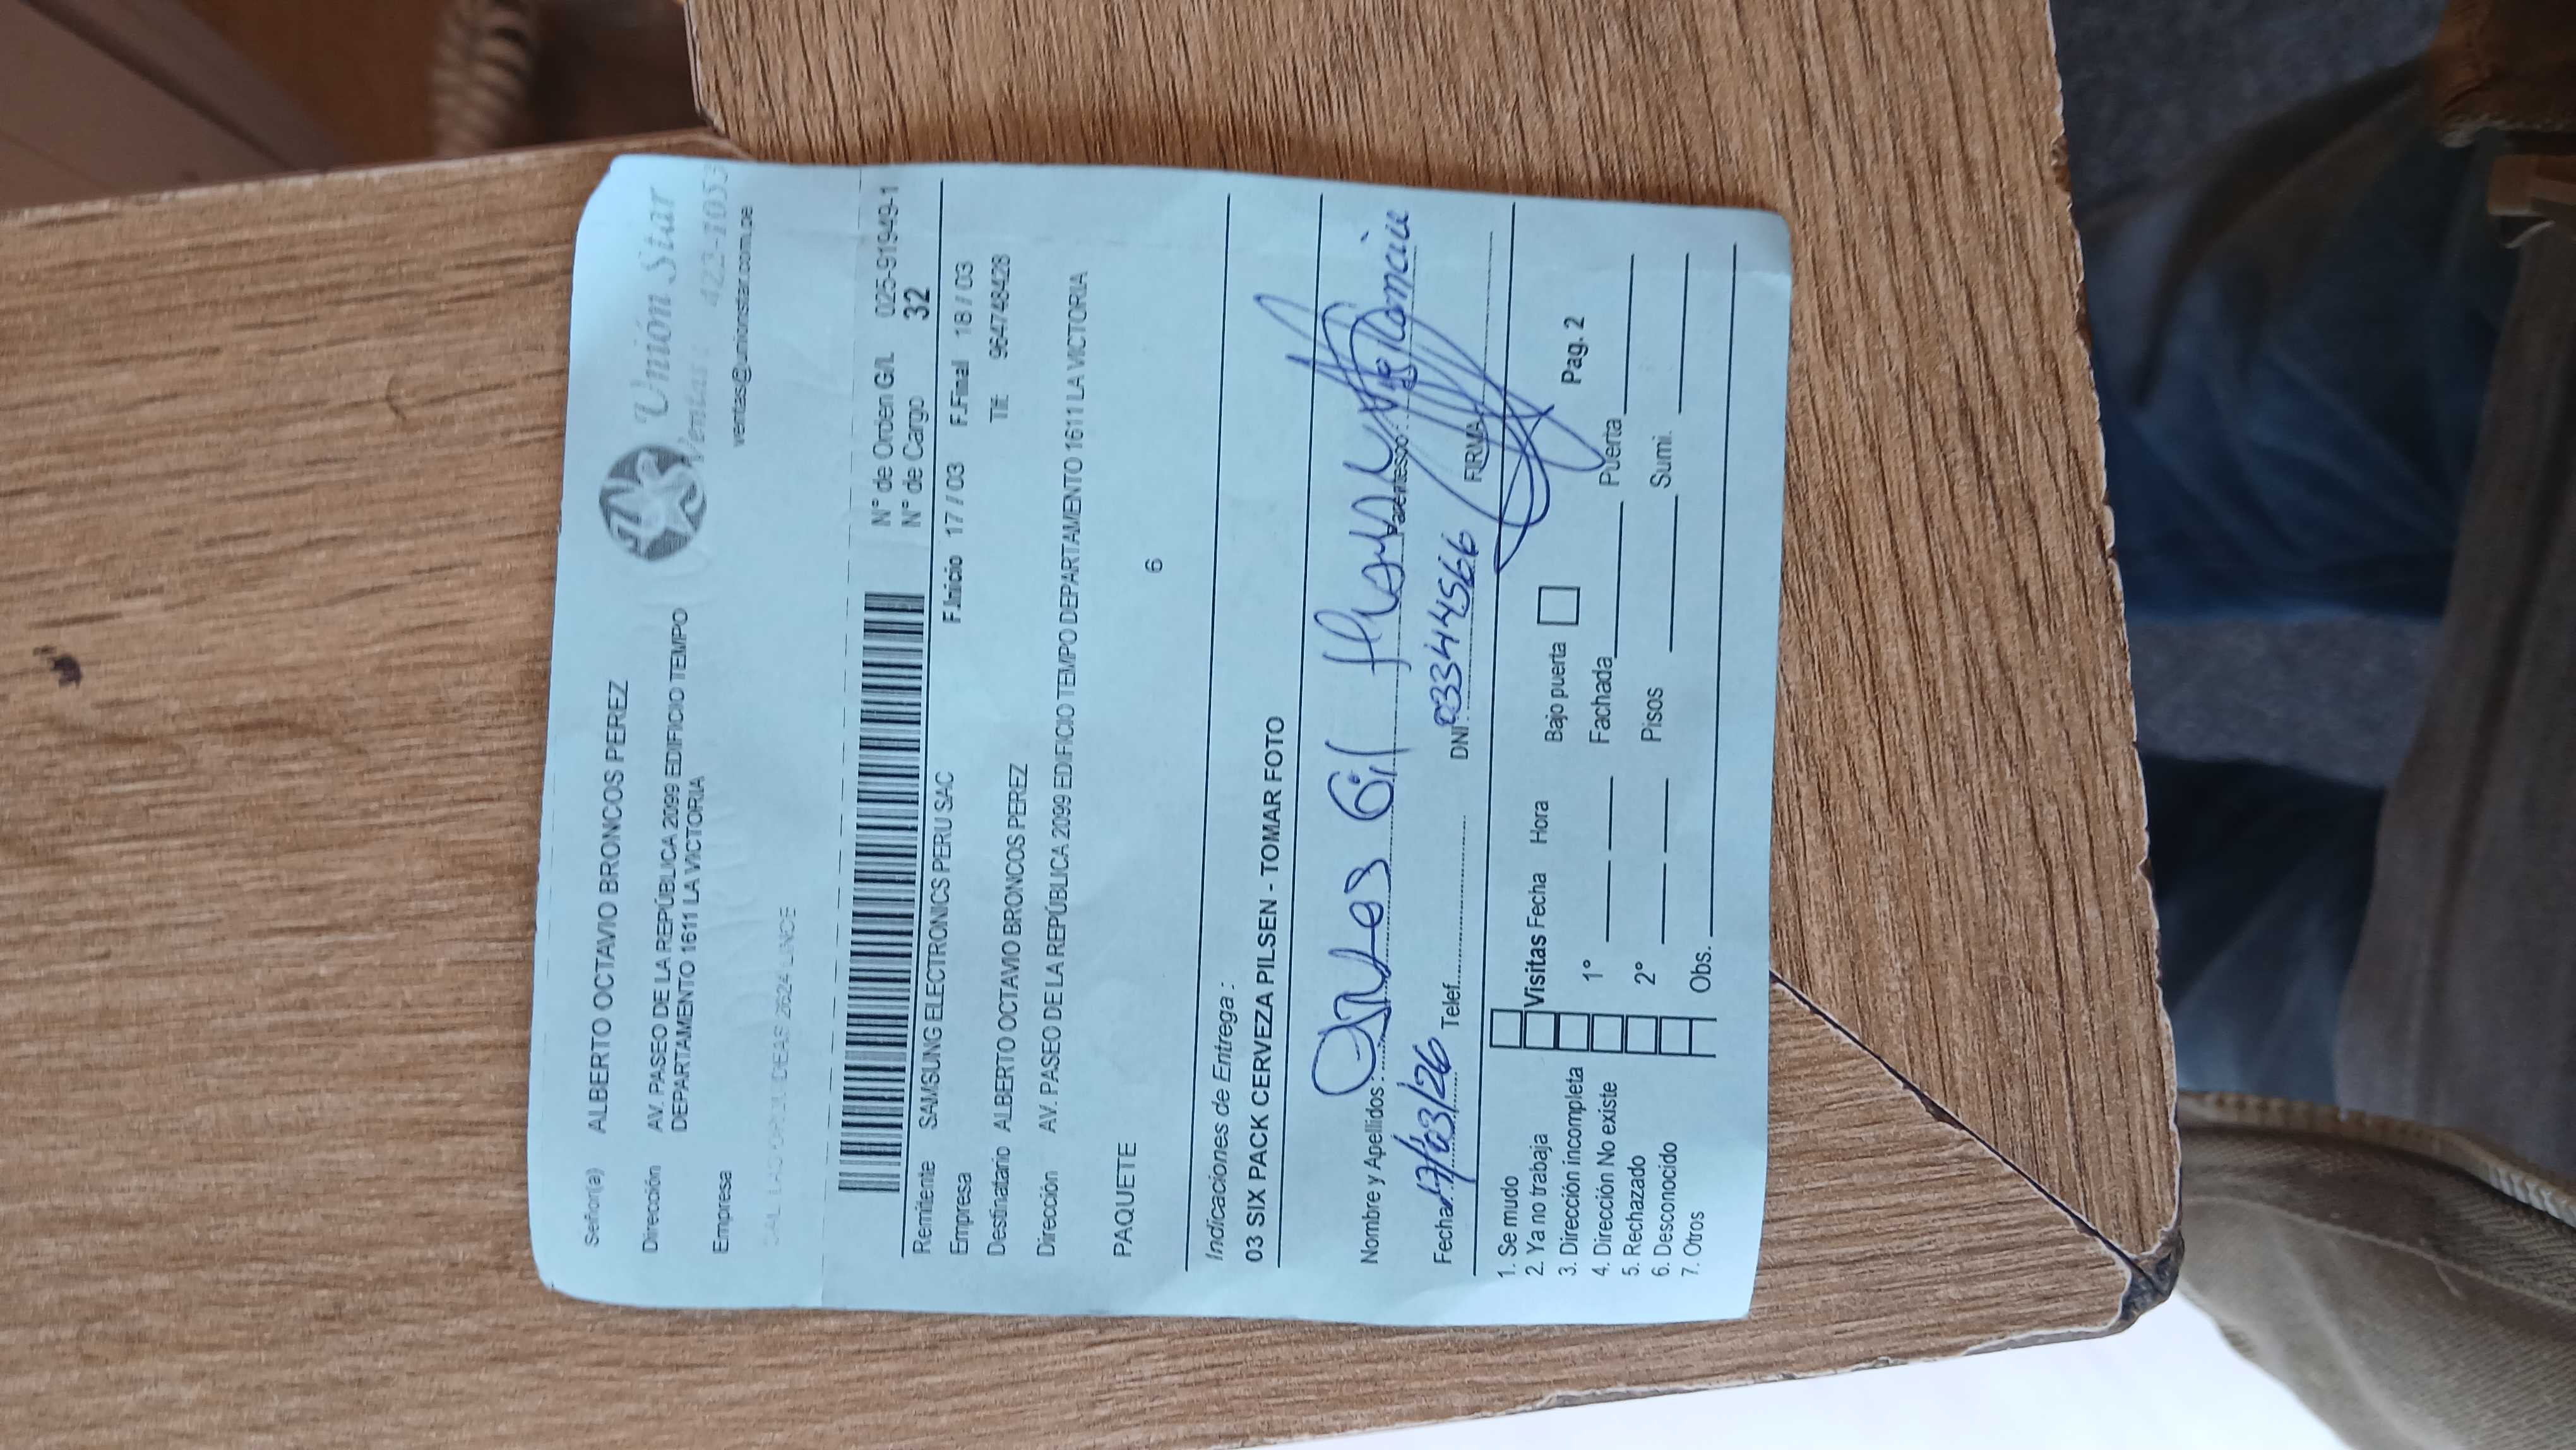 Señor(a) ALBERTO OCTAVIO BRONCOS PEREZ
Unión Star
Ventas: 422-1053
ventas@unionstar.com.pe
Dirección AV. PASEO DE LA REPÚBLICA 2099 EDIFICIO TEMPO
DEPARTAMENTO 1611 LA VICTORIA
Empresa
2624 LINCE
N° de Orden G/L 025-91949-1
N° de Cargo 32
Remitente SAMSUNG ELECTRONICS PERU SAC
Empresa F.Inicio 17 / 03 F.Final 18 / 03
Destinatario ALBERTO OCTAVIO BRONCOS PEREZ Tlf: 964748428
Dirección AV. PASEO DE LA REPÚBLICA 2099 EDIFICIO TEMPO DEPARTAMENTO 1611 LA VICTORIA
PAQUETE 6
Indicaciones de Entrega :
03 SIX PACK CERVEZA PILSEN - TOMAR FOTO
Nombre y Apellidos: Gil
Fecha 17/03/26 Telef. DNI 03344566 FIRMA
1. Se mudo
2. Ya no trabaja Visitas Fecha Hora Bajo puerta Pag. 2
3. Dirección incompleta
4. Dirección No existe 1° Fachada Puerta
5. Rechazado
6. Desconocido 2° Pisos Sumi.
7. Otros Obs.